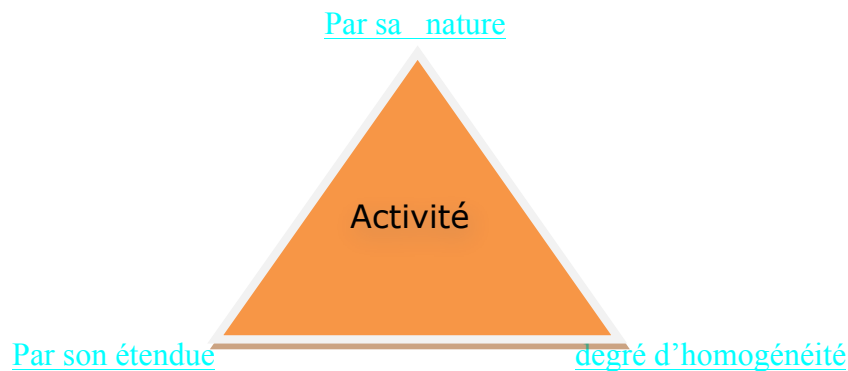 Par sa nature
Activité
Par son étendue
degré d’homogénéité